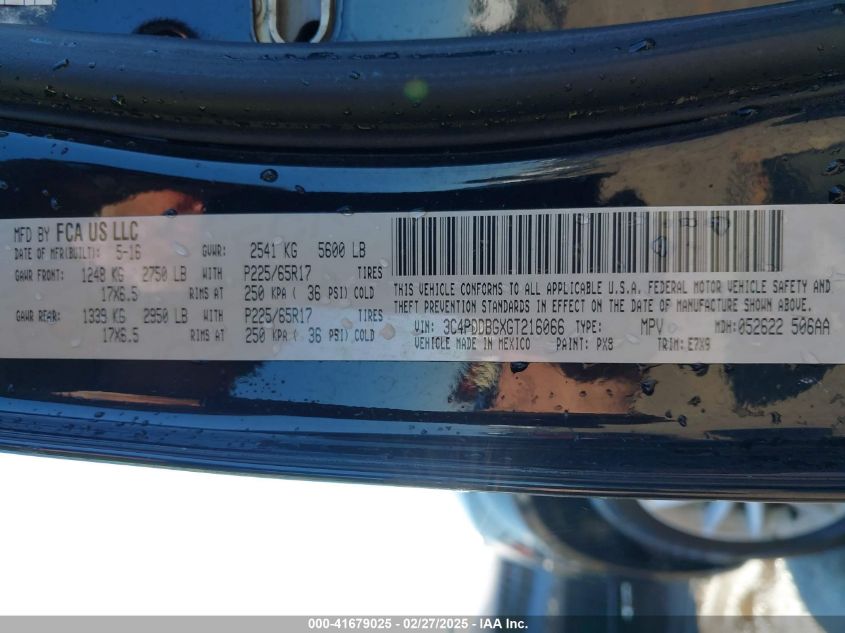 MFD BY FCA US LLC
DATE OF MFR(BUILT): 5-16 GVWR: 2541 KG 5600 LB
GAWR FRONT: 1248 KG 2750 LB WITH P225/65R17 TIRES
17X6.5 RIMS AT 250 KPA ( 36 PSI) COLD
GAWR REAR: 1339 KG 2950 LB WITH P225/65R17 TIRES
17X6.5 RIMS AT 250 KPA ( 36 PSI) COLD
THIS VEHICLE CONFORMS TO ALL APPLICABLE U.S.A. FEDERAL MOTOR VEHICLE SAFETY AND
THEFT PREVENTION STANDARDS IN EFFECT ON THE DATE OF MANUFACTURE SHOWN ABOVE.
VIN: 3C4PDDBGXGT216066 TYPE: MPV MDH: 052622 506AA
VEHICLE MADE IN MEXICO PAINT: PX9 TRIM: E7X9
000-41679025 - 02/27/2025 - IAA Inc.